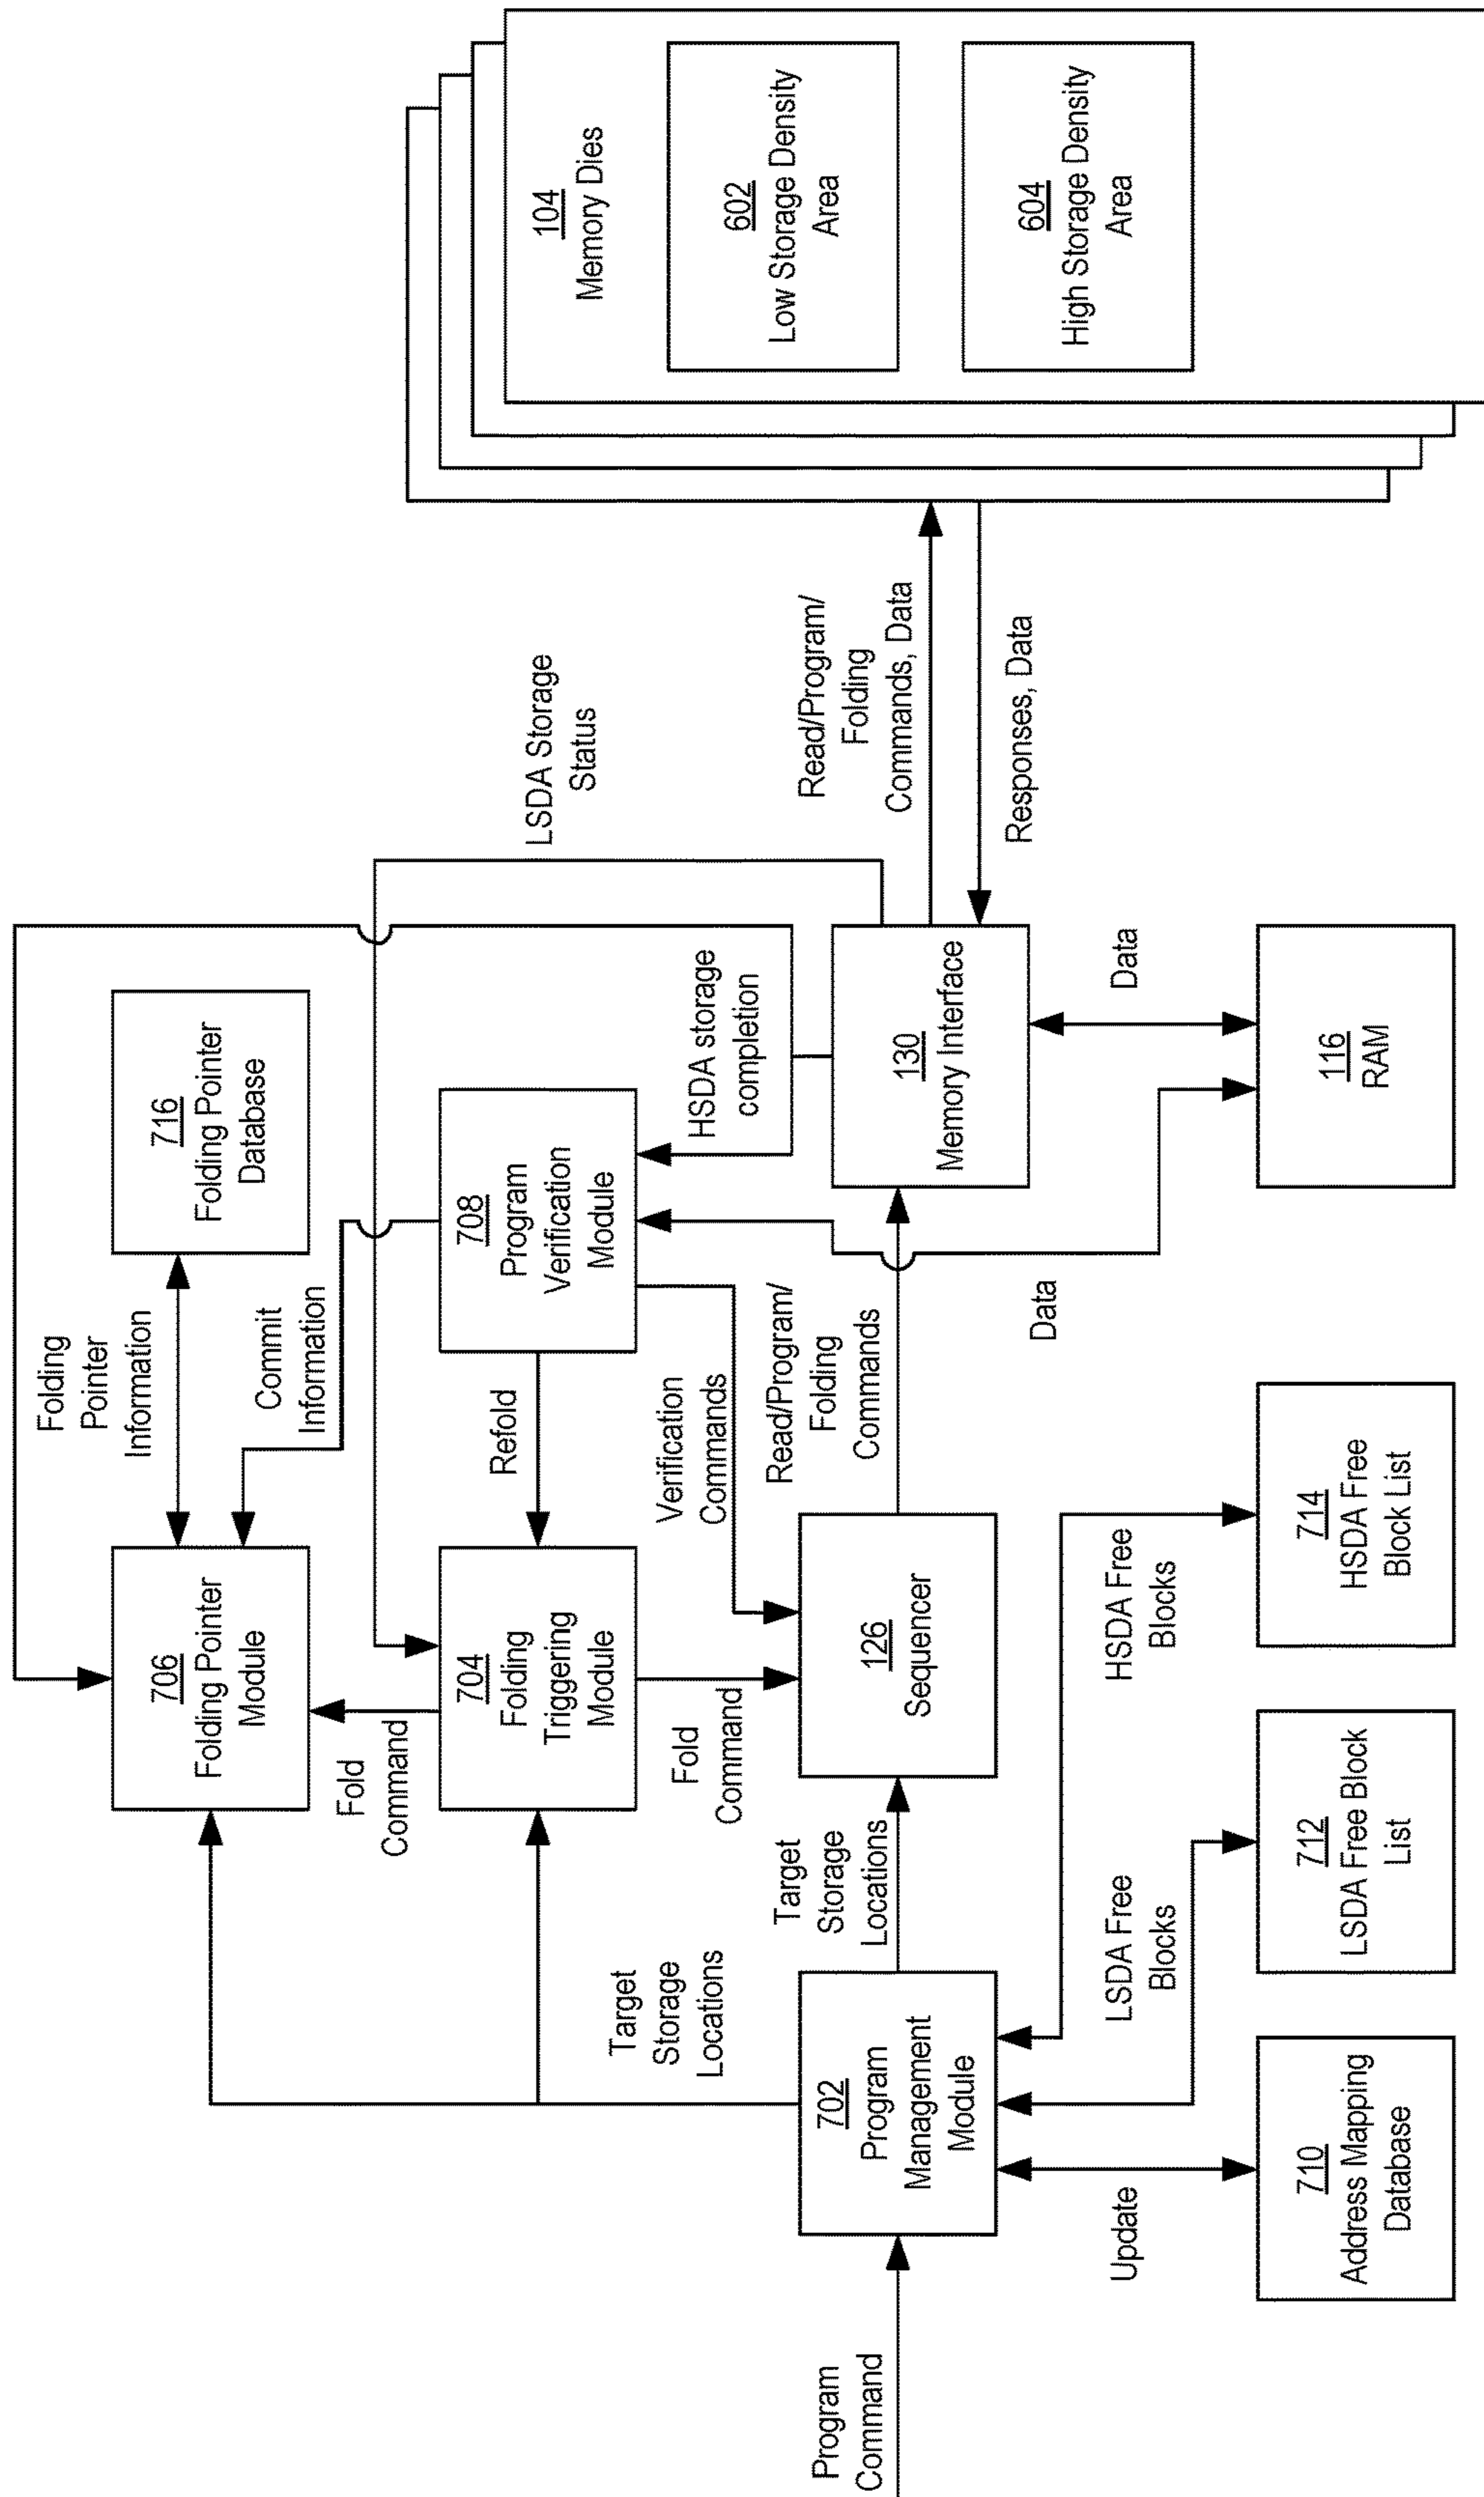 Folding
Pointer
Information
706
Folding Pointer
Module
716
Folding Pointer
Database
Commit
Information
LSDA Storage
Status
Fold
Command
Refold
704
Folding
Triggering
Module
708
Program
Verification
Module
HSDA storage
completion
104
Memory Dies
602
Low Storage Density
Area
604
High Storage Density
Area
Target
Storage
Locations
Fold
Command
Verification
Commands
Target
Storage
Locations
Read/Program/
Folding
Commands
Read/Program/
Folding
Commands, Data
Responses, Data
Program
Command
702
Program
Management
Module
126
Sequencer
130
Memory Interface
Update
LSDA Free
Blocks
HSDA Free
Blocks
Data
Data
710
Address Mapping
Database
712
LSDA Free Block
List
714
HSDA Free
Block List
116
RAM